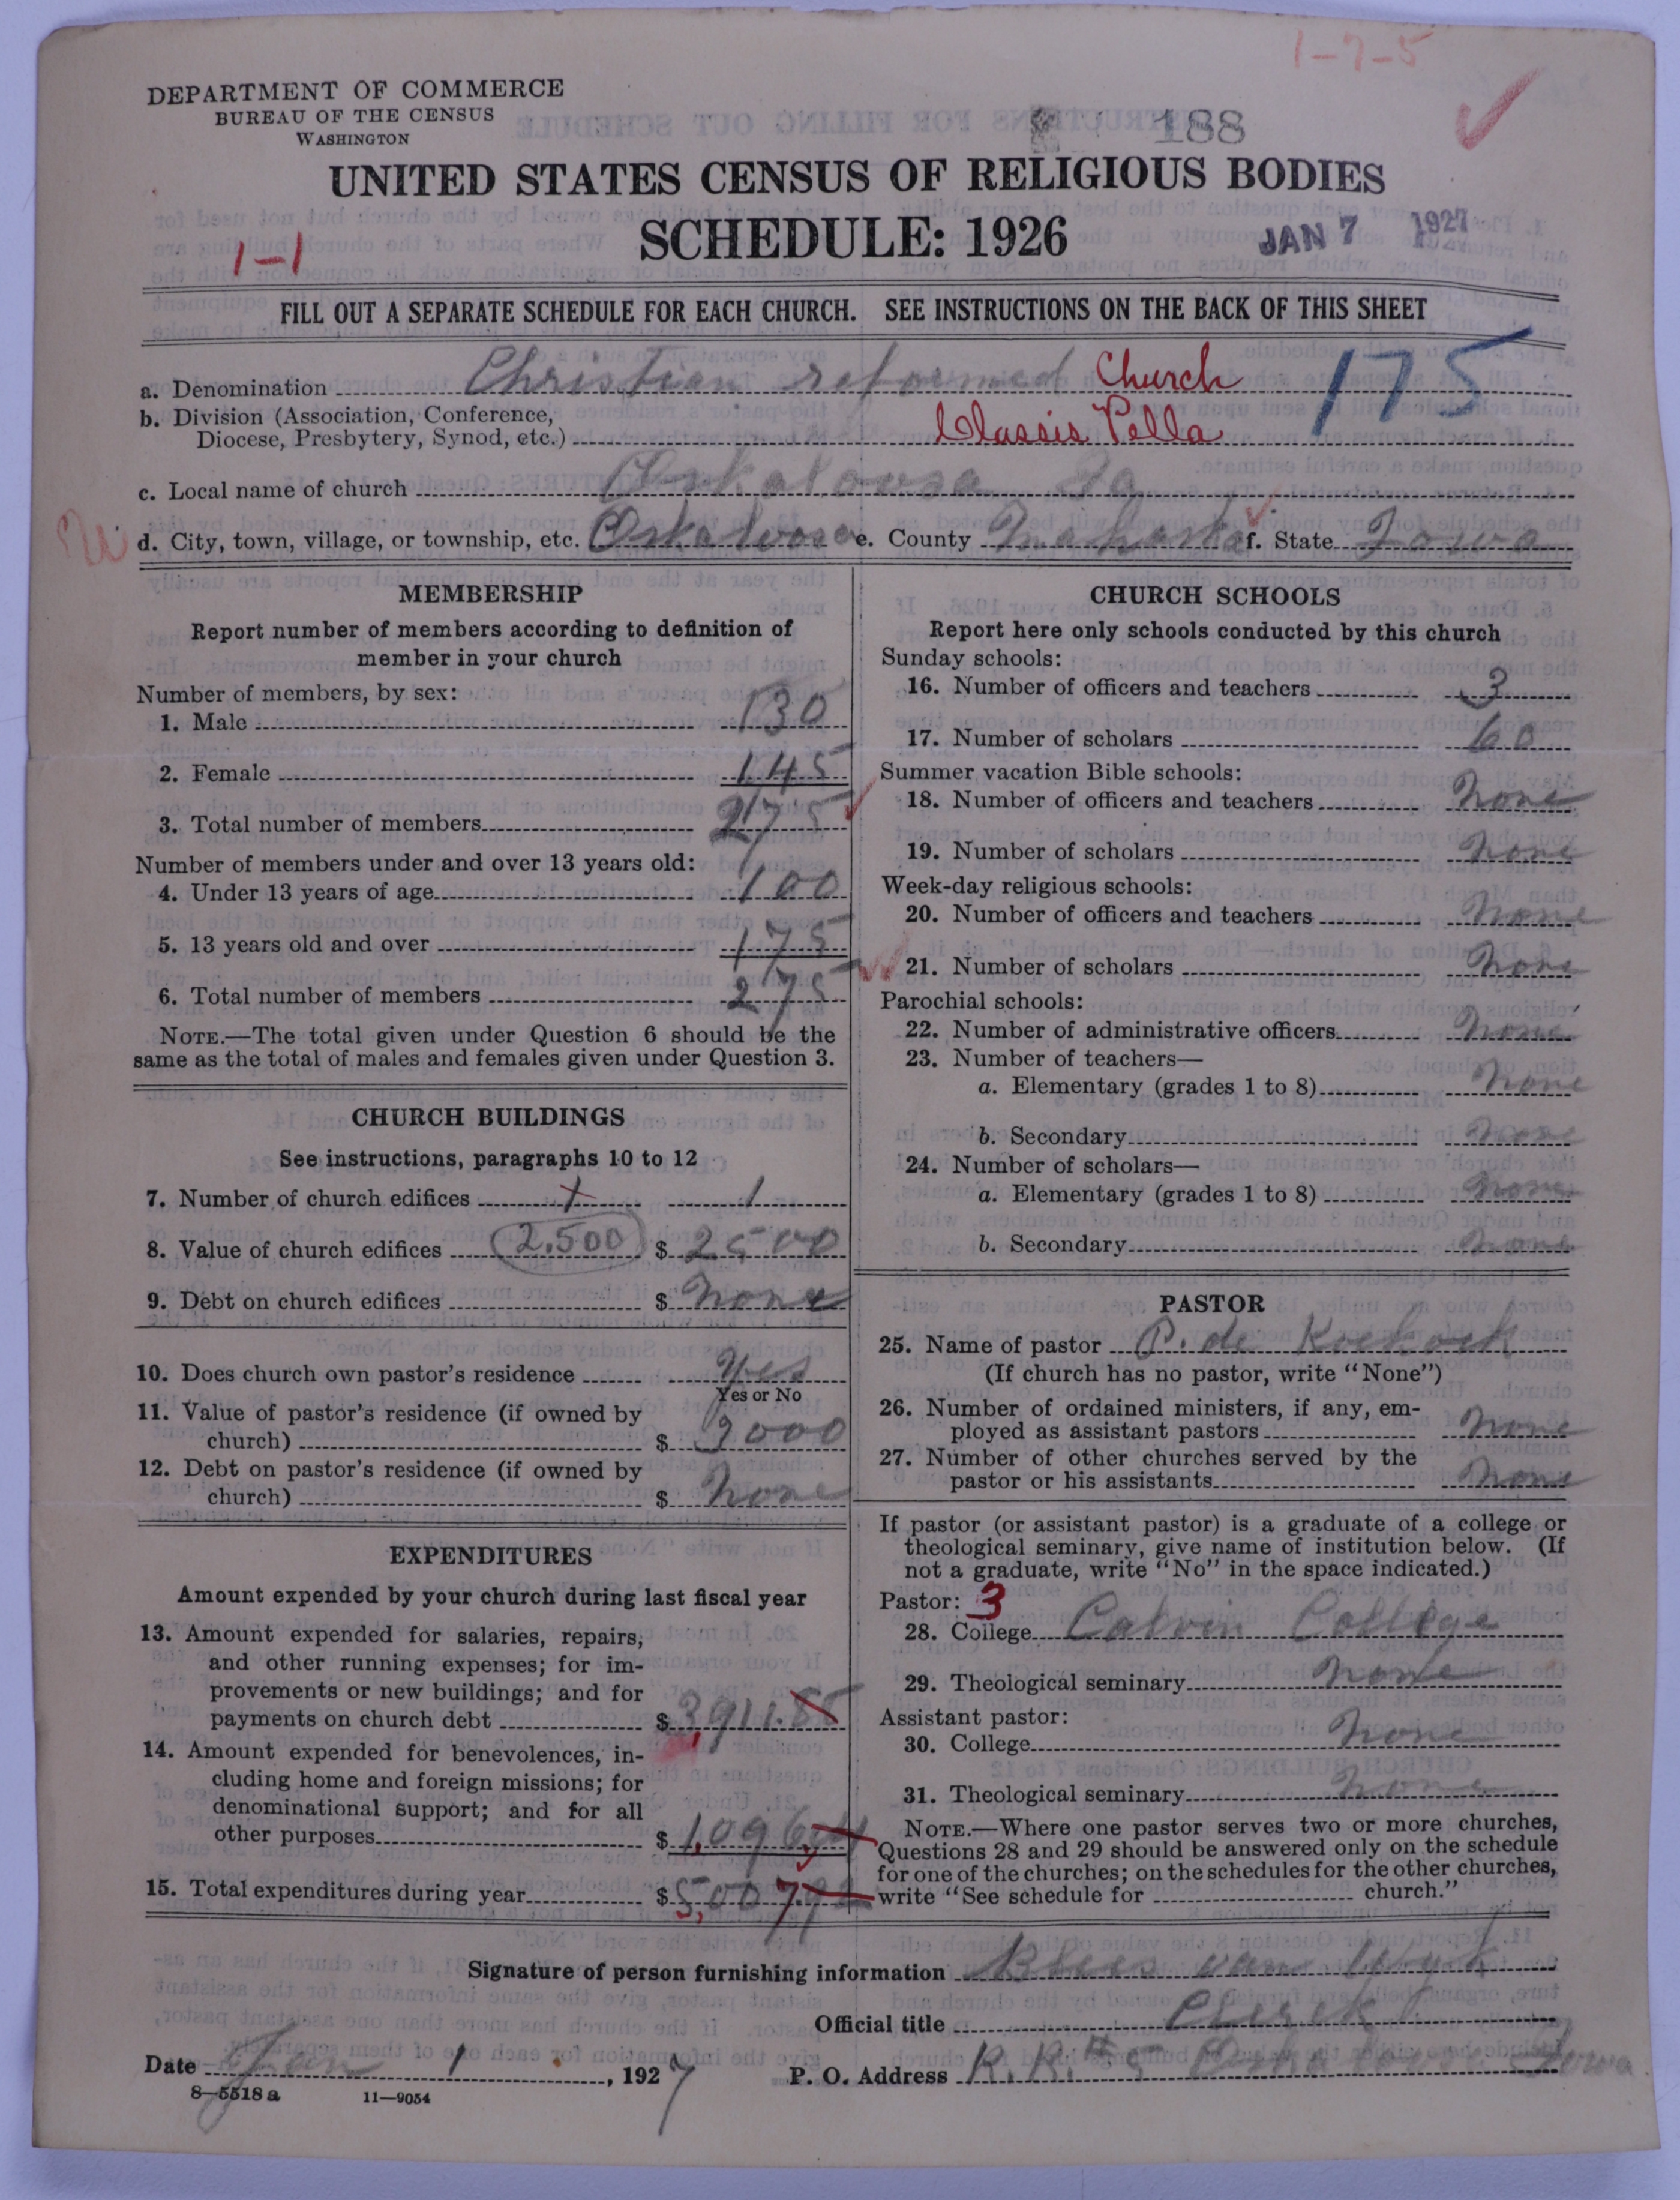 1-7-5
DEPARTMENT OF COMMERCE
BUREAU OF THE CENSUS
WASHINGTON
188
UNITED STATES CENSUS OF RELIGIOUS BODIES
SCHEDULE: 1926
JAN 7 1927
1-1
FILL OUT A SEPARATE SCHEDULE FOR EACH CHURCH. SEE INSTRUCTIONS ON THE BACK OF THIS SHEET
a. Denomination Christian reformed Church 175
b. Division (Association, Conference,
Diocese, Presbytery, Synod, etc.) Classis Pella
c. Local name of church Oskaloosa Ia
d. City, town, village, or township, etc. Oskaloosa e. County Mahaska f. State Iowa
MEMBERSHIP
Report number of members according to definition of
member in your church
Number of members, by sex:
1. Male 130
2. Female 145
3. Total number of members 275
Number of members under and over 13 years old:
4. Under 13 years of age 100
5. 13 years old and over 175
6. Total number of members 275
NOTE.—The total given under Question 6 should be the
same as the total of males and females given under Question 3.
CHURCH BUILDINGS
See instructions, paragraphs 10 to 12
7. Number of church edifices 1 1
8. Value of church edifices 2,500 $ 2500
9. Debt on church edifices $ none
10. Does church own pastor's residence Yes
Yes or No
11. Value of pastor's residence (if owned by
church) $ 3000
12. Debt on pastor's residence (if owned by
church) $ none
EXPENDITURES
Amount expended by your church during last fiscal year
13. Amount expended for salaries, repairs,
and other running expenses; for im-
provements or new buildings; and for
payments on church debt $ 3,911.88
14. Amount expended for benevolences, in-
cluding home and foreign missions; for
denominational support; and for all
other purposes $ 1,096
15. Total expenditures during year $ 5,007.92
CHURCH SCHOOLS
Report here only schools conducted by this church
Sunday schools:
16. Number of officers and teachers 3
17. Number of scholars 60
Summer vacation Bible schools:
18. Number of officers and teachers none
19. Number of scholars none
Week-day religious schools:
20. Number of officers and teachers none
21. Number of scholars none
Parochial schools:
22. Number of administrative officers none
23. Number of teachers—
a. Elementary (grades 1 to 8) none
b. Secondary none
24. Number of scholars—
a. Elementary (grades 1 to 8) none
b. Secondary none
PASTOR
25. Name of pastor P. de Koekoek
(If church has no pastor, write "None")
26. Number of ordained ministers, if any, em-
ployed as assistant pastors none
27. Number of other churches served by the
pastor or his assistants none
If pastor (or assistant pastor) is a graduate of a college or
theological seminary, give name of institution below. (If
not a graduate, write "No" in the space indicated.)
Pastor: 3
28. College Calvin College
29. Theological seminary none
Assistant pastor:
30. College none
31. Theological seminary none
NOTE.—Where one pastor serves two or more churches,
Questions 28 and 29 should be answered only on the schedule
for one of the churches; on the schedules for the other churches,
write "See schedule for church."
Signature of person furnishing information van Wyk
Official title Clerk
Date Jan 1, 1927 P. O. Address R.R. # 5 Oskaloosa Iowa
8—5518 a 11—9054